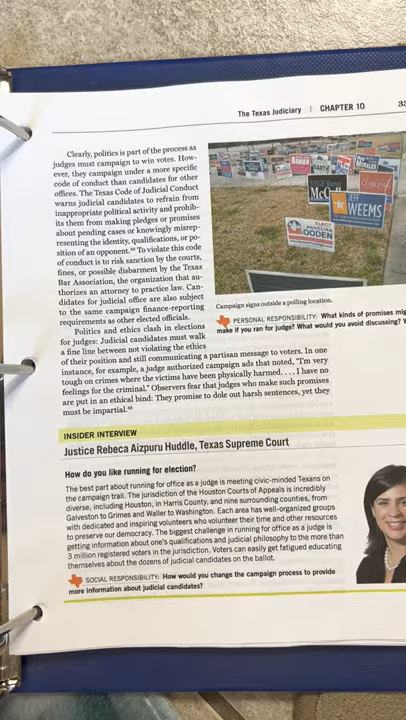 The Texas Judiciary | CHAPTER 10
Clearly, politics is part of the process as
judges must campaign to win votes. How-
ever, they campaign under a more specific
code of conduct than candidates for other
offices. The Texas Code of Judicial Conduct
warns judicial candidates to refrain from
inappropriate political activity and prohib-
its them from making pledges or promises
about pending cases or knowingly misrep-
resenting the identity, qualifications, or po-
sition of an opponent. To violate this code
of conduct is to risk sanction by the courts,
fines, or possible disbarment by the Texas
Bar Association, the organization that au-
thorizes an attorney to practice law. Can-
didates for judicial office are also subject
to the same campaign finance-reporting
requirements as other elected officials.
Politics and ethics clash in elections
for judges: Judicial candidates must walk
a fine line between not violating the ethics
of their position and still communicating a partisan message to voters. In one
instance, for example, a judge authorized campaign ads that noted, "I'm very
tough on crimes where the victims have been physically harmed. . . . I have no
feelings for the criminal." Observers fear that judges who make such promises
are put in an ethical bind: They promise to dole out harsh sentences, yet they
must be impartial.
JEFF
WEEMS
ELECT
ANGELINA
GOODEN
Campaign signs outside a polling location.
PERSONAL RESPONSIBILITY: What kinds of promises
make if you ran for judge? What would you avoid discussing?
INSIDER INTERVIEW
Justice Rebeca Aizpuru Huddle, Texas Supreme Court
How do you like running for election?
The best part about running for office as a judge is meeting civic-minded Texans on
the campaign trail. The jurisdiction of the Houston Courts of Appeals is incredibly
diverse, including Houston, in Harris County, and nine surrounding counties, from
Galveston to Grimes and Waller to Washington. Each area has well-organized groups
with dedicated and inspiring volunteers who volunteer their time and other resources
to preserve our democracy. The biggest challenge in running for office as a judge is
getting information about one's qualifications and judicial philosophy to the more than
3 million registered voters in the jurisdiction. Voters can easily get fatigued educating
themselves about the dozens of judicial candidates on the ballot.
SOCIAL RESPONSIBILITY: How would you change the campaign process to provide
more information about judicial candidates?